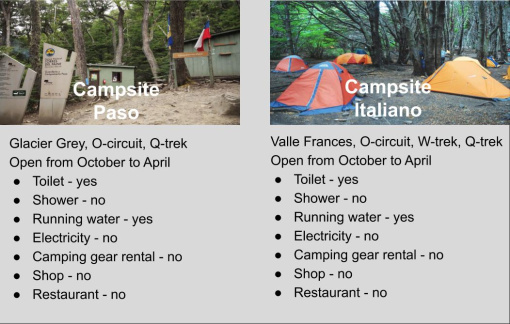 Campsite
Paso
Glacier Grey, O-circuit, Q-trek
Open from October to April
● Toilet - yes
● Shower - no
● Running water - yes
● Electricity - no
● Camping gear rental - no
● Shop - no
● Restaurant - no
Campsite
Italiano
Valle Frances, O-circuit, W-trek, Q-trek
Open from October to April
● Toilet - yes
● Shower - no
● Running water - yes
● Electricity - no
● Camping gear rental - no
● Shop - no
● Restaurant - no